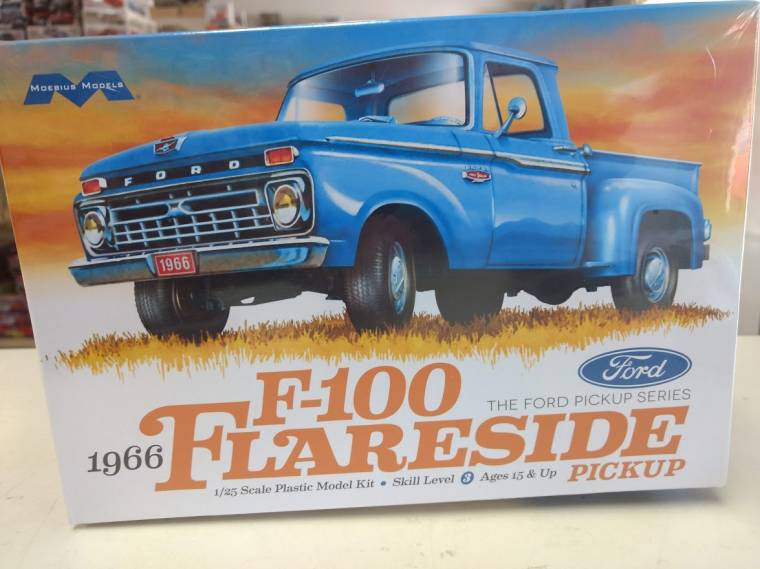 MOEBIUS MODELS
FORD
1966
Ford
THE FORD PICKUP SERIES
1966 F-100 FLARESIDE PICKUP
1/25 Scale Plastic Model Kit • Skill Level 3 Ages 15 & Up